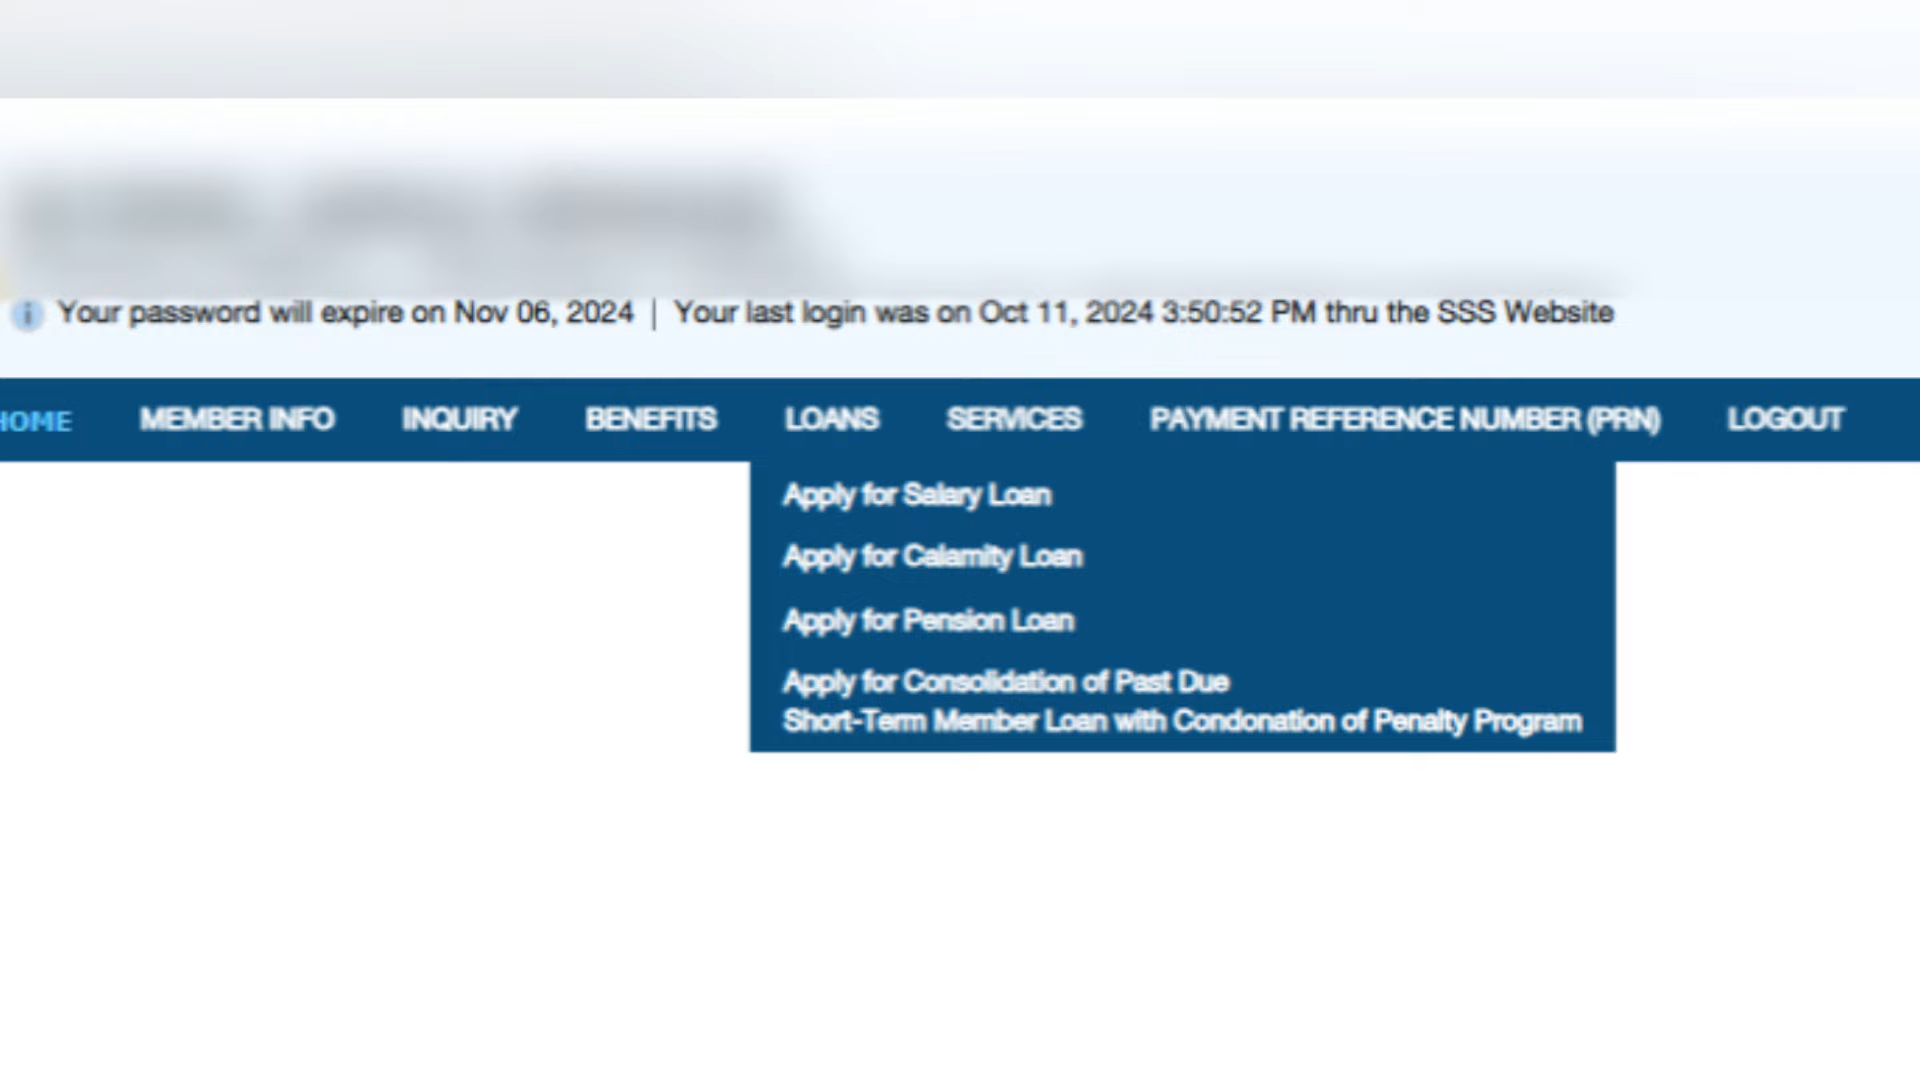 Your password will expire on Nov 06, 2024 | Your last login was on Oct 11, 2024 3:50:52 PM thru the SSS Website
HOME MEMBER INFO INQUIRY BENEFITS LOANS SERVICES PAYMENT REFERENCE NUMBER (PRN) LOGOUT
Apply for Salary Loan
Apply for Calamity Loan
Apply for Pension Loan
Apply for Consolidation of Past Due
Short-Term Member Loan with Condonation of Penalty Program